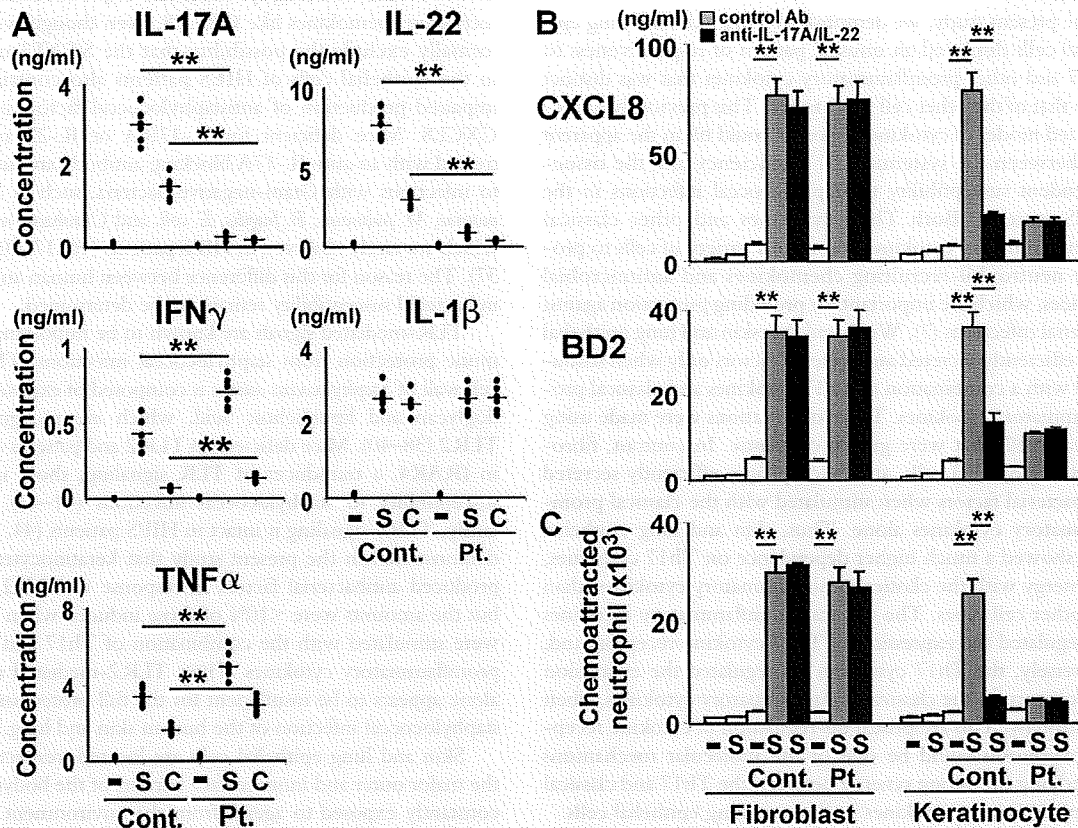 A
IL-17A
IL-22
(ng/ml)
(ng/ml)
Concentration
4
2
0
**
**
10
5
0
**
**
IFNγ
IL-1β
(ng/ml)
(ng/ml)
Concentration
1
0.5
0
**
**
4
2
0
- S C - S C
Cont. Pt.
TNFα
(ng/ml)
Concentration
8
4
0
**
**
- S C - S C
Cont. Pt.
B
(ng/ml)
control Ab
anti-IL-17A/IL-22
CXCL8
100
50
0
** **
**
**
BD2
40
20
0
** **
**
**
C
Chemoattracted
neutrophil (x10³)
40
20
0
** **
**
**
- S - S S - S S - S - S S - S S
Cont. Pt. Cont. Pt.
Fibroblast Keratinocyte